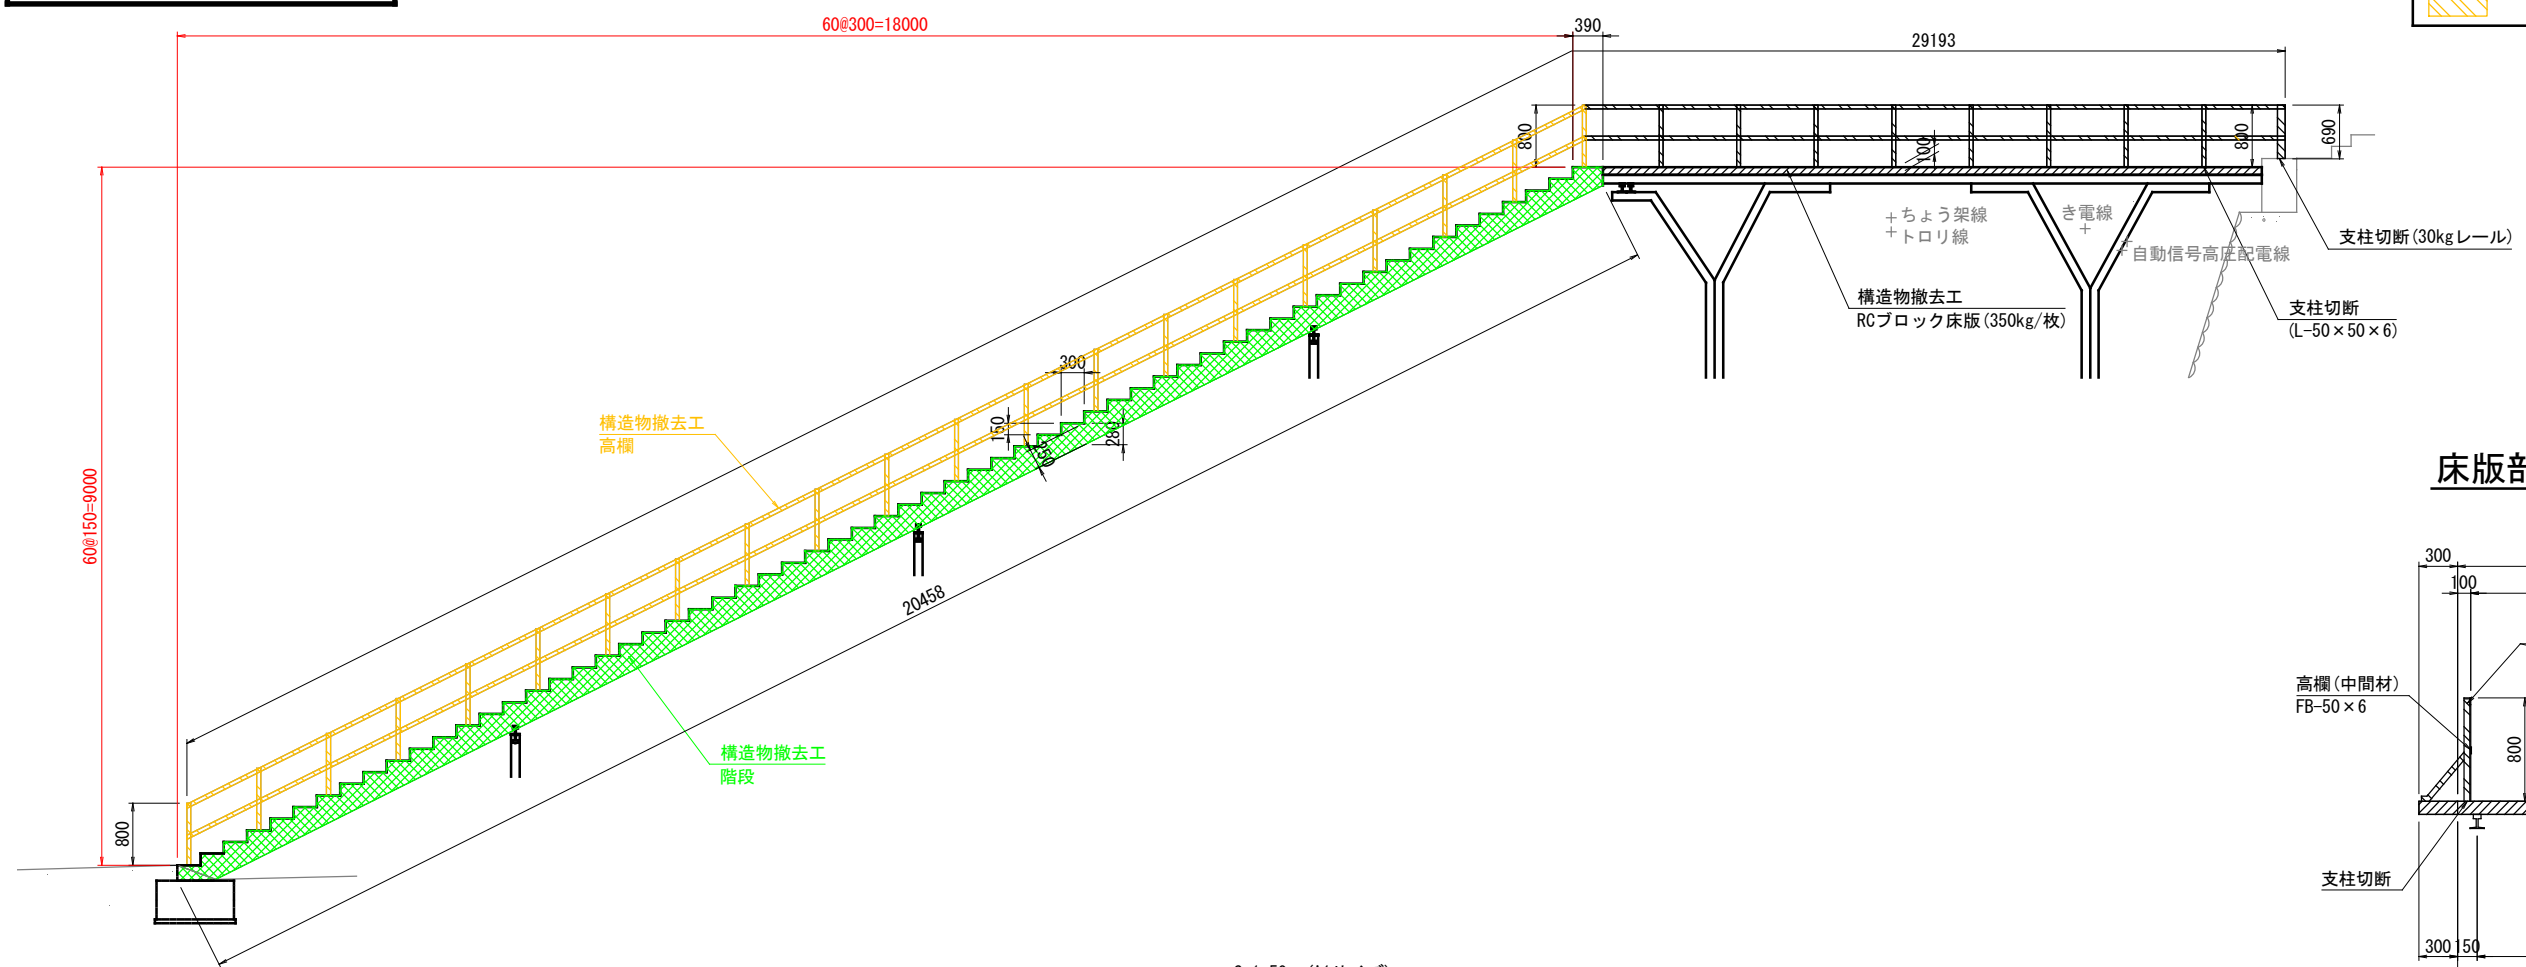 60@300=18000
390
29193
800
100
800
690
ちょう架線
トロリ線
き電線
自動信号高圧配電線
支柱切断(30kgレール)
構造物撤去工
RCブロック床版(350kg/枚)
支柱切断
(L-50×50×6)
300
150
280
250
構造物撤去工
高欄
60@150=9000
20458
構造物撤去工
階段
800
床版部
300
100
高欄(中間材)
FB-50×6
800
支柱切断
300 150